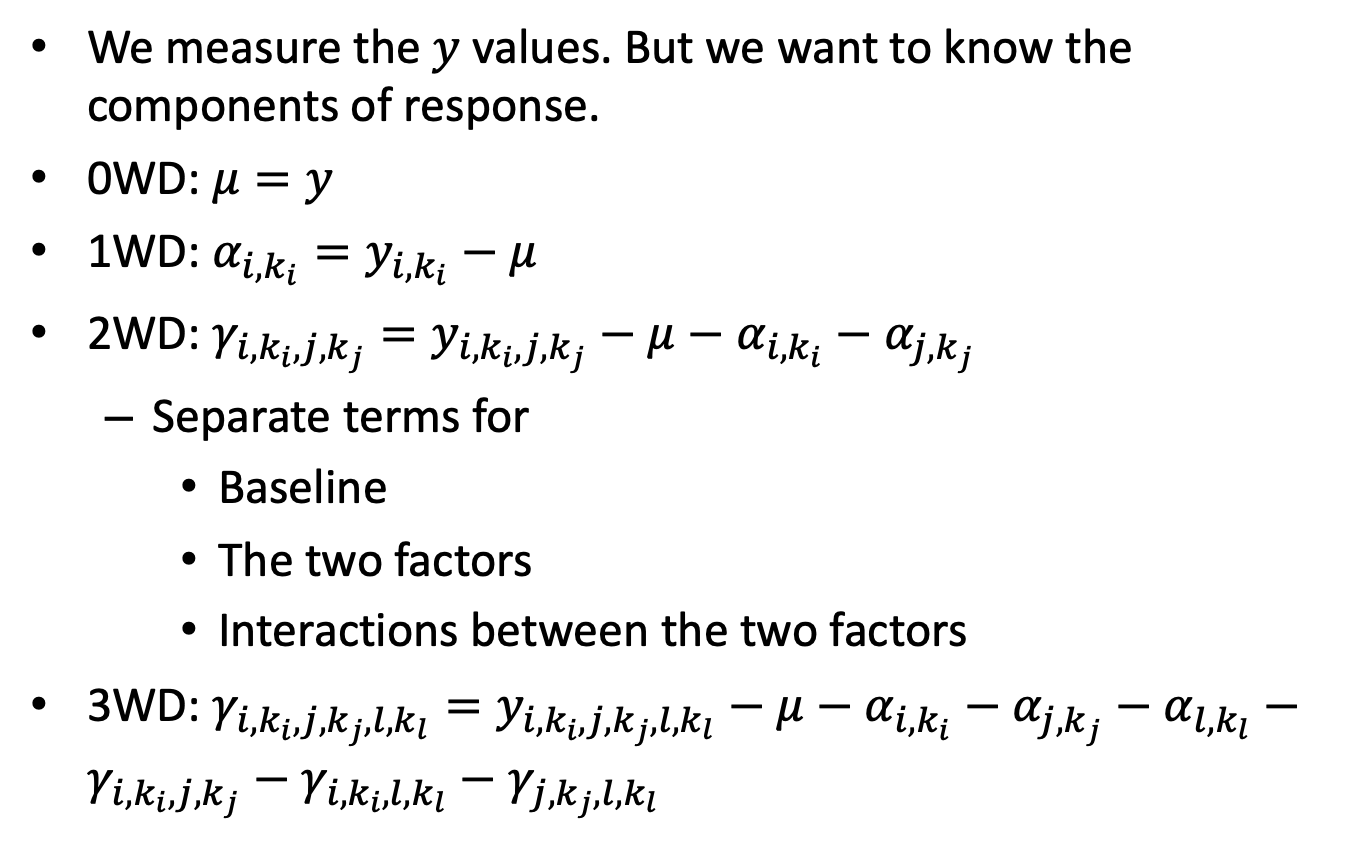 • We measure the y values. But we want to know the
components of response.
• 0WD: μ = y
• 1WD: α_{i,k_i} = y_{i,k_i} − μ
• 2WD: γ_{i,k_i,j,k_j} = y_{i,k_i,j,k_j} − μ − α_{i,k_i} − α_{j,k_j}
– Separate terms for
• Baseline
• The two factors
• Interactions between the two factors
• 3WD: γ_{i,k_i,j,k_j,l,k_l} = y_{i,k_i,j,k_j,l,k_l} − μ − α_{i,k_i} − α_{j,k_j} − α_{l,k_l} −
γ_{i,k_i,j,k_j} − γ_{i,k_i,l,k_l} − γ_{j,k_j,l,k_l}